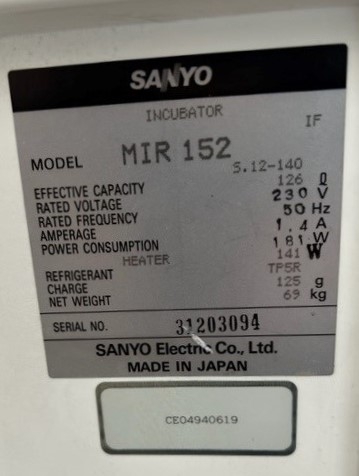 SANYO
INCUBATOR IF
MODEL MIR 152
S.12-140
EFFECTIVE CAPACITY 126 ℓ
RATED VOLTAGE 230 V
RATED FREQUENCY 50 Hz
AMPERAGE 1.4 A
POWER CONSUMPTION 181 W
HEATER 141 W
REFRIGERANT TP5R
CHARGE 125 g
NET WEIGHT 69 kg
SERIAL NO. 31203094
SANYO Electric Co., Ltd.
MADE IN JAPAN
CE04940619